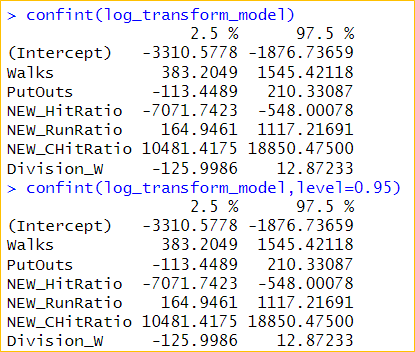 > confint(log_transform_model)
2.5 % 97.5 %
(Intercept) -3310.5778 -1876.73659
Walks 383.2049 1545.42118
PutOuts -113.4489 210.33087
NEW_HitRatio -7071.7423 -548.00078
NEW_RunRatio 164.9461 1117.21691
NEW_CHitRatio 10481.4175 18850.47500
Division_W -125.9986 12.87233
> confint(log_transform_model,level=0.95)
2.5 % 97.5 %
(Intercept) -3310.5778 -1876.73659
Walks 383.2049 1545.42118
PutOuts -113.4489 210.33087
NEW_HitRatio -7071.7423 -548.00078
NEW_RunRatio 164.9461 1117.21691
NEW_CHitRatio 10481.4175 18850.47500
Division_W -125.9986 12.87233